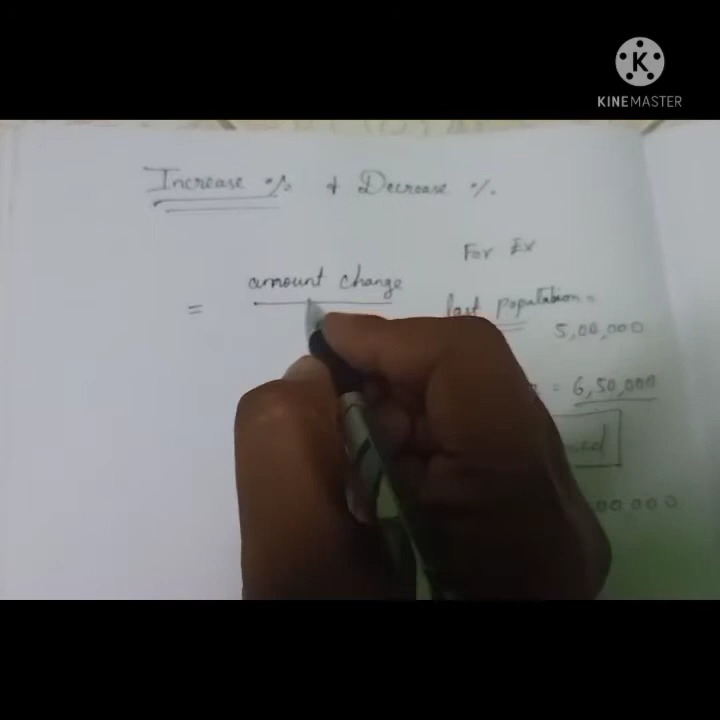 KINEMASTER
Increase % & Decrease %
= amount change
For Ex
last population =
5,00,000
= 6,50,000